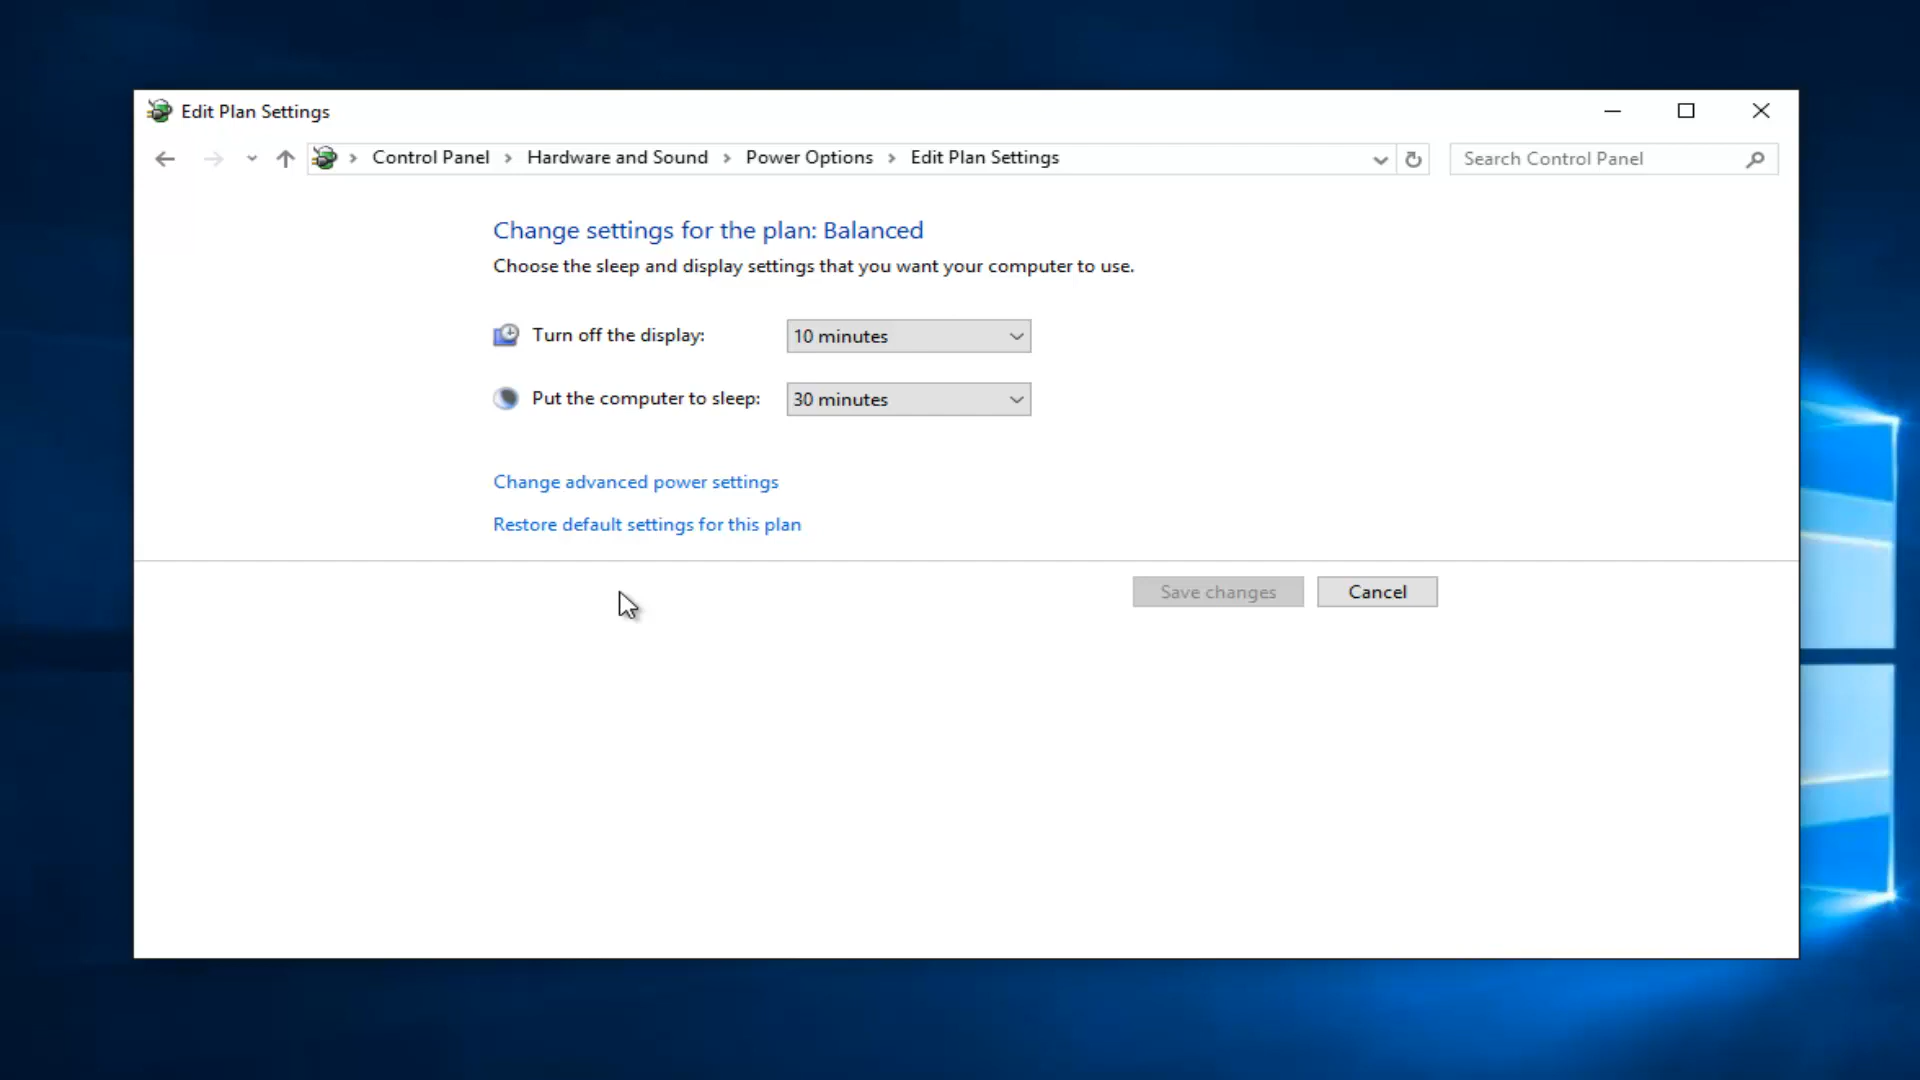 Edit Plan Settings
Control Panel > Hardware and Sound > Power Options > Edit Plan Settings
Search Control Panel
Change settings for the plan: Balanced
Choose the sleep and display settings that you want your computer to use.
Turn off the display: 10 minutes
Put the computer to sleep: 30 minutes
Change advanced power settings
Restore default settings for this plan
Save changes Cancel